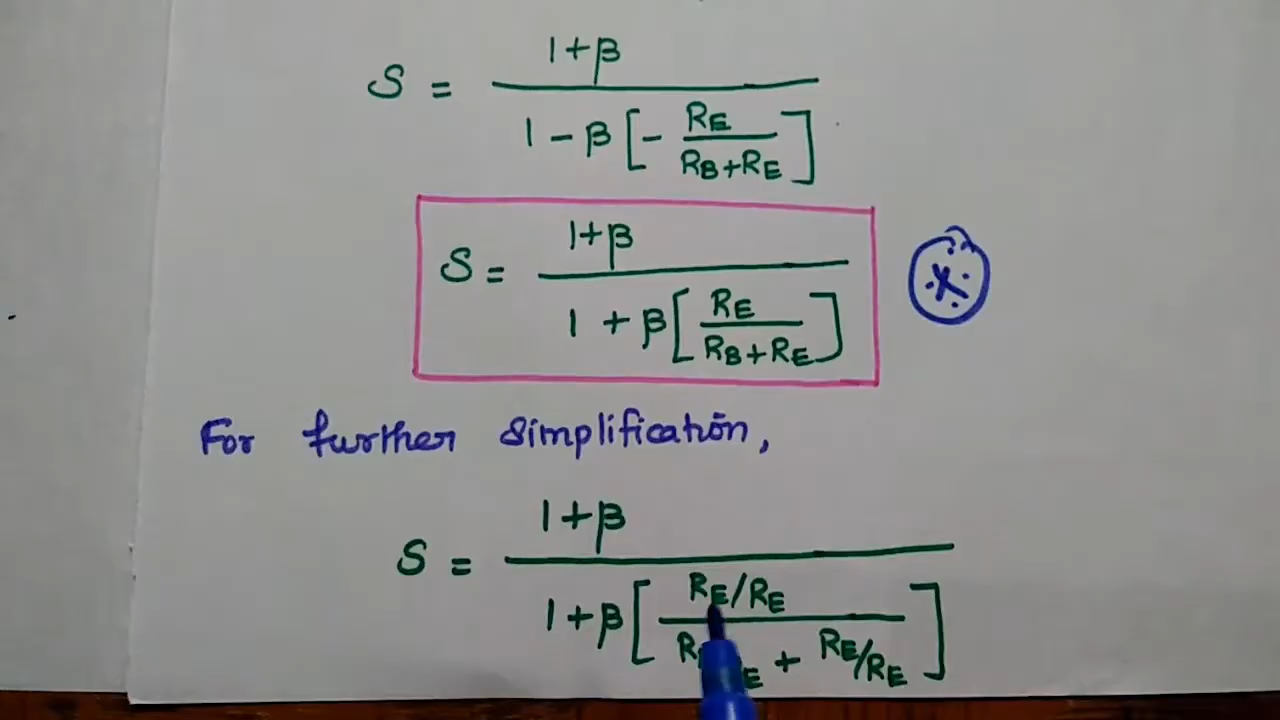 S = (1+β) / (1 - β[- RE / (RB+RE)])
S = (1+β) / (1 + β[RE / (RB+RE)])
For further simplification,
S = (1+β) / (1+β[(RE/RE) / (R E + RE/RE)])